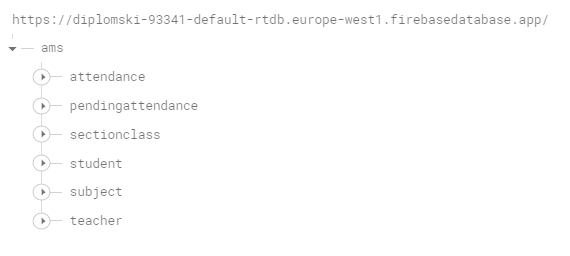 https://diplomski-93341-default-rtdb.europe-west1.firebasedatabase.app/
ams
attendance
pendingattendance
sectionclass
student
subject
teacher